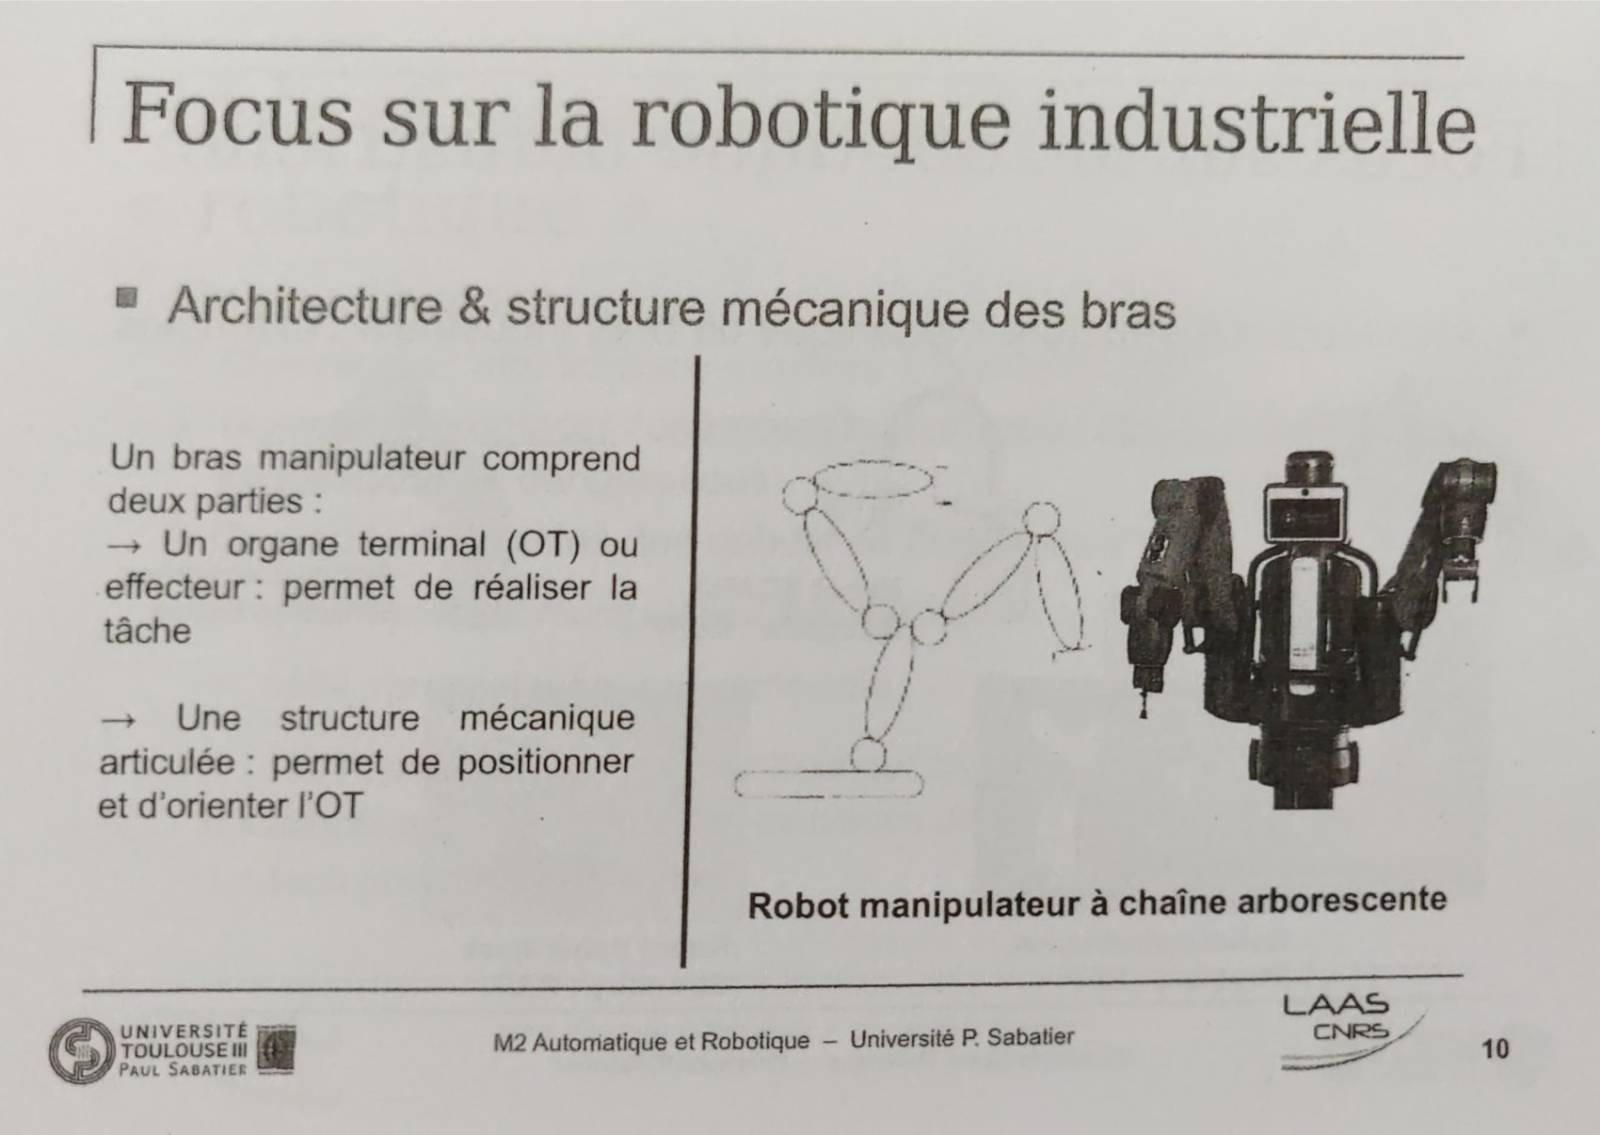 Focus sur la robotique industrielle
▪ Architecture & structure mécanique des bras
Un bras manipulateur comprend
deux parties :
→ Un organe terminal (OT) ou
effecteur : permet de réaliser la
tâche
→ Une structure mécanique
articulée : permet de positionner
et d'orienter l'OT
Robot manipulateur à chaîne arborescente
UNIVERSITÉ
TOULOUSE III
PAUL SABATIER
M2 Automatique et Robotique – Université P. Sabatier
LAAS
CNRS
10